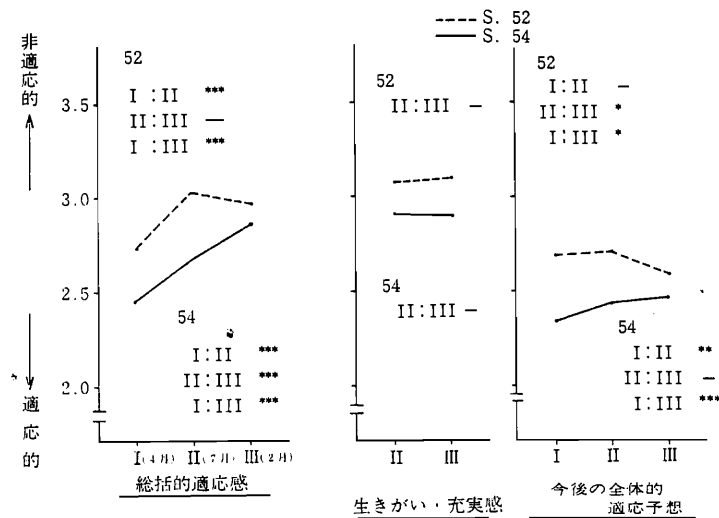 S. 52
S. 54
非適応的
適応的
3.5
3.0
2.5
2.0
52
I : II ***
II : III —
I : III ***
54
I : II ***
II : III ***
I : III ***
I(4月) II(7月) III(2月)
総括的適応感
52
II : III —
54
II : III —
II III
生きがい・充実感
52
I : II —
II : III *
I : III *
54
I : II **
II : III —
I : III ***
I II III
今後の全体的
適応予想